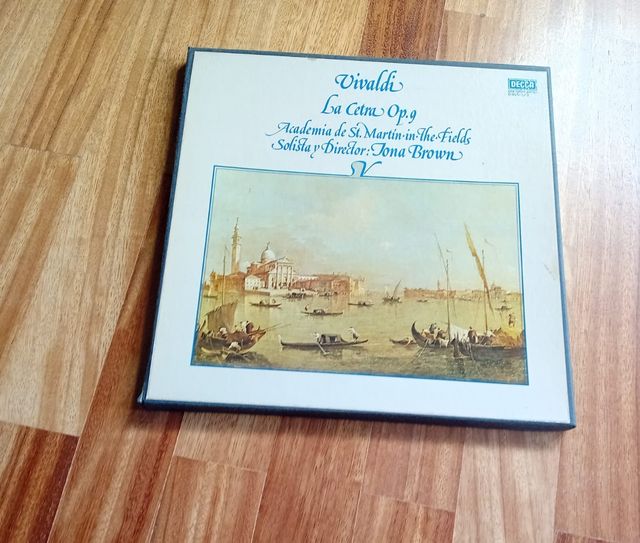 Vivaldi
DECCA
La Cetra Op.9
Academia de St. Martin-in-the-Fields
Solista y Director: Iona Brown
V